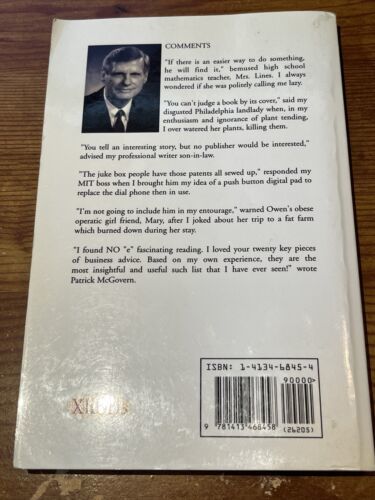 COMMENTS
"If there is an easier way to do something,
he will find it," bemused high school
mathematics teacher, Mrs. Lines. I always
wondered if she was politely calling me lazy.
"You can't judge a book by its cover," said my
disgusted Philadelphia landlady when, in my
enthusiasm and ignorance of plant tending,
I over watered her plants, killing them.
"You tell an interesting story, but no publisher would be interested,"
advised my professional writer son-in-law.
"The juke box people have those patents all sewed up," responded my
MIT boss when I brought him my idea of a push button digital pad to
replace the dial phone then in use.
"I'm not going to include him in my entourage," warned Owen's obese
operatic girl friend, Mary, after I joked about her trip to a fat farm
which burned down during her stay.
"I found NO "e" fascinating reading. I loved your twenty key pieces
of business advice. Based on my own experience, they are the
most insightful and useful such list that I have ever seen!" wrote
Patrick McGovern.
ISBN: 1-4134-6845-4
90000>
9 781413 468458
(26205)